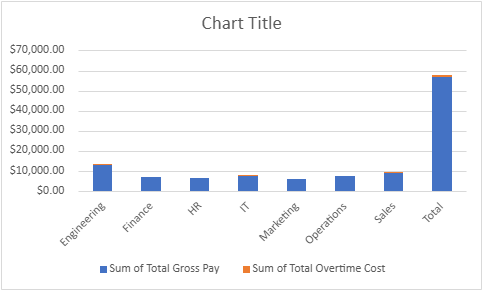 Chart Title
$70,000.00
$60,000.00
$50,000.00
$40,000.00
$30,000.00
$20,000.00
$10,000.00
$0.00
Engineering
Finance
HR
IT
Marketing
Operations
Sales
Total
Sum of Total Gross Pay
Sum of Total Overtime Cost